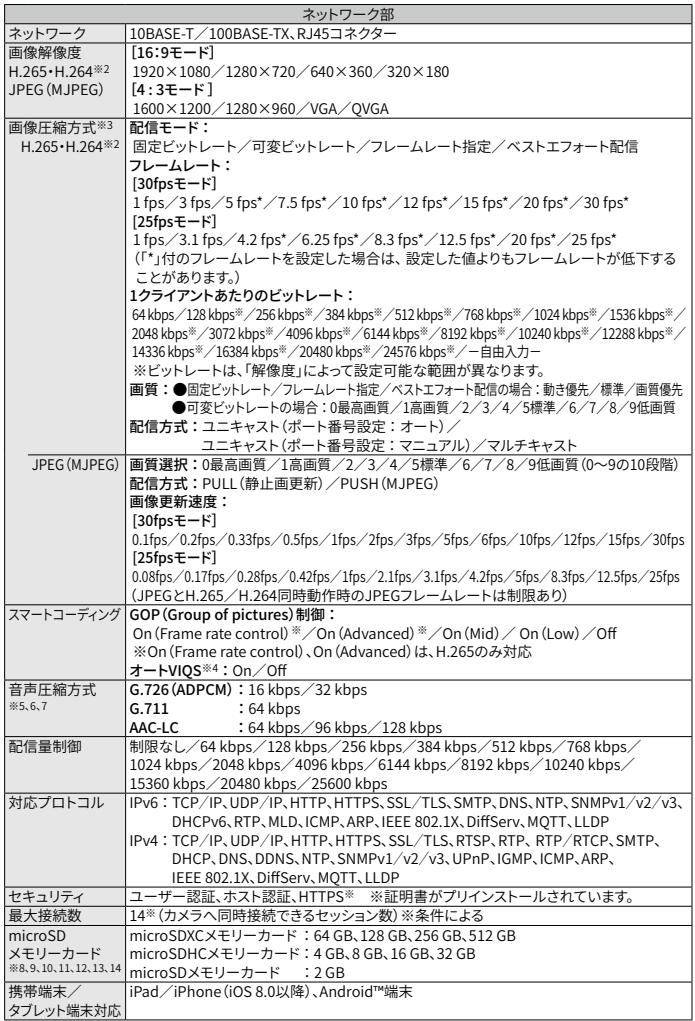 ネットワーク部
ネットワーク 10BASE-T／100BASE-TX、RJ45コネクター
画像解像度 [16:9モード]
H.265・H.264※2 1920×1080／1280×720／640×360／320×180
JPEG（MJPEG） [4 : 3モード]
1600×1200／1280×960／VGA／QVGA
画像圧縮方式※3 配信モード：
H.265・H.264※2 固定ビットレート／可変ビットレート／フレームレート指定／ベストエフォート配信
フレームレート：
[30fpsモード]
1 fps／3 fps／5 fps*／7.5 fps*／10 fps*／12 fps*／15 fps*／20 fps*／30 fps*
[25fpsモード]
1 fps／3.1 fps／4.2 fps*／6.25 fps*／8.3 fps*／12.5 fps*／20 fps*／25 fps*
（「*」付のフレームレートを設定した場合は、設定した値よりもフレームレートが低下する
ことがあります。）
1クライアントあたりのビットレート：
64 kbps／128 kbps※／256 kbps※／384 kbps※／512 kbps※／768 kbps※／1024 kbps※／1536 kbps※／
2048 kbps※／3072 kbps※／4096 kbps※／6144 kbps※／8192 kbps※／10240 kbps※／12288 kbps※／
14336 kbps※／16384 kbps※／20480 kbps※／24576 kbps※／－自由入力－
※ビットレートは、「解像度」によって設定可能な範囲が異なります。
画質：●固定ビットレート／フレームレート指定／ベストエフォート配信の場合：動き優先／標準／画質優先
●可変ビットレートの場合：0最高画質／1高画質／2／3／4／5標準／6／7／8／9低画質
配信方式：ユニキャスト（ポート番号設定：オート）／
ユニキャスト（ポート番号設定：マニュアル）／マルチキャスト
JPEG（MJPEG） 画質選択：0最高画質／1高画質／2／3／4／5標準／6／7／8／9低画質（0～9の10段階）
配信方式：PULL（静止画更新）／PUSH（MJPEG）
画像更新速度：
[30fpsモード]
0.1fps／0.2fps／0.33fps／0.5fps／1fps／2fps／3fps／5fps／6fps／10fps／12fps／15fps／30fps
[25fpsモード]
0.08fps／0.17fps／0.28fps／0.42fps／1fps／2.1fps／3.1fps／4.2fps／5fps／8.3fps／12.5fps／25fps
（JPEGとH.265／H.264同時動作時のJPEGフレームレートは制限あり）
スマートコーディング GOP（Group of pictures）制御：
On（Frame rate control）※／On（Advanced）※／On（Mid）／ On（Low）／Off
※On（Frame rate control）、On（Advanced）は、H.265のみ対応
オートVIQS※4：On／Off
音声圧縮方式 G.726（ADPCM）：16 kbps／32 kbps
※5、6、7 G.711 ：64 kbps
AAC-LC ：64 kbps／96 kbps／128 kbps
配信量制御 制限なし／64 kbps／128 kbps／256 kbps／384 kbps／512 kbps／768 kbps／
1024 kbps／2048 kbps／4096 kbps／6144 kbps／8192 kbps／10240 kbps／
15360 kbps／20480 kbps／25600 kbps
対応プロトコル IPv6：TCP/IP、UDP/IP、HTTP、HTTPS、SSL/TLS、SMTP、DNS、NTP、SNMPv1/v2/v3、
DHCPv6、RTP、MLD、ICMP、ARP、IEEE 802.1X、DiffServ、MQTT、LLDP
IPv4：TCP/IP、UDP/IP、HTTP、HTTPS、SSL/TLS、RTSP、RTP、RTP/RTCP、SMTP、
DHCP、DNS、DDNS、NTP、SNMPv1/v2/v3、UPnP、IGMP、ICMP、ARP、
IEEE 802.1X、DiffServ、MQTT、LLDP
セキュリティ ユーザー認証、ホスト認証、HTTPS※ ※証明書がプリインストールされています。
最大接続数 14※（カメラへ同時接続できるセッション数）※条件による
microSD microSDXCメモリーカード：64 GB、128 GB、256 GB、512 GB
メモリーカード microSDHCメモリーカード：4 GB、8 GB、16 GB、32 GB
※8、9、10、11、12、13、14 microSDメモリーカード ：2 GB
携帯端末／ iPad／iPhone（iOS 8.0以降）、Android™端末
タブレット端末対応